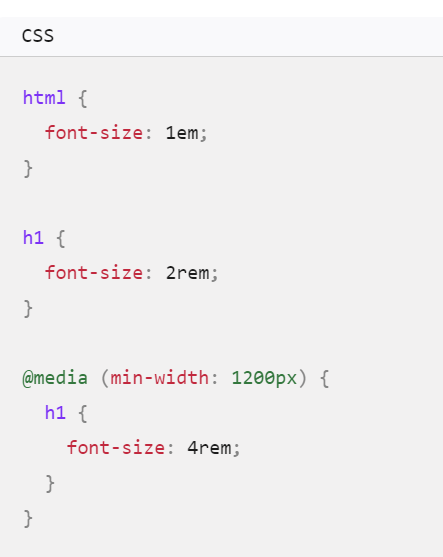 CSS
html {
  font-size: 1em;
}
h1 {
  font-size: 2rem;
}
@media (min-width: 1200px) {
  h1 {
    font-size: 4rem;
  }
}